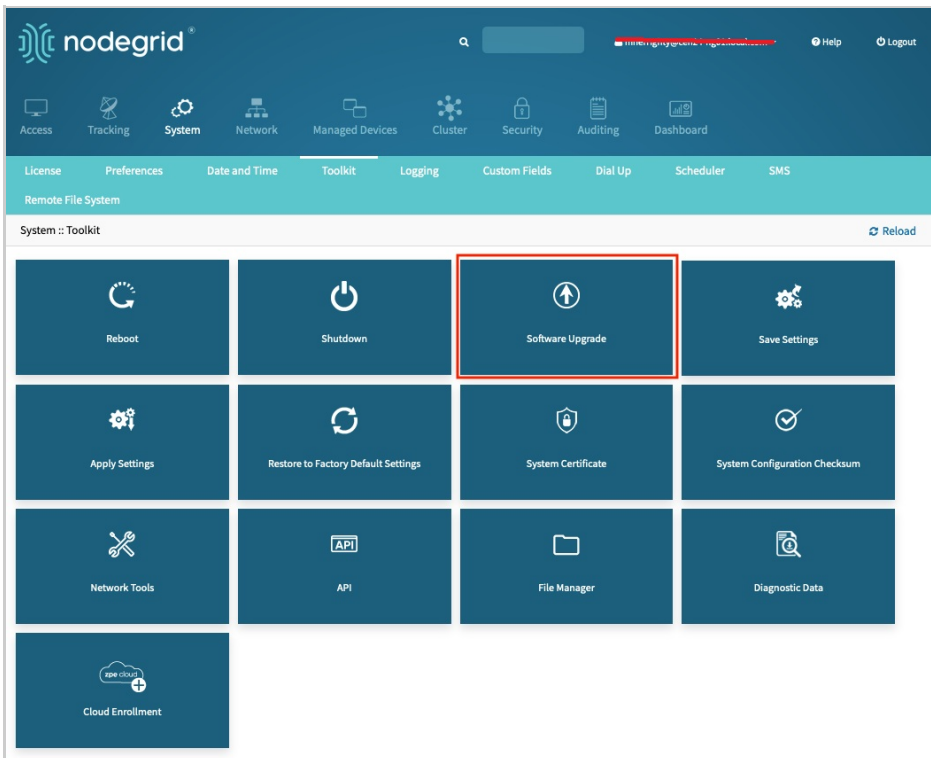 nodegrid®
Help
Logout
Access
Tracking
System
Network
Managed Devices
Cluster
Security
Auditing
Dashboard
License
Preferences
Date and Time
Toolkit
Logging
Custom Fields
Dial Up
Scheduler
SMS
Remote File System
System :: Toolkit
Reload
Reboot
Shutdown
Software Upgrade
Save Settings
Apply Settings
Restore to Factory Default Settings
System Certificate
System Configuration Checksum
Network Tools
API
API
File Manager
Diagnostic Data
zpe cloud
Cloud Enrollment